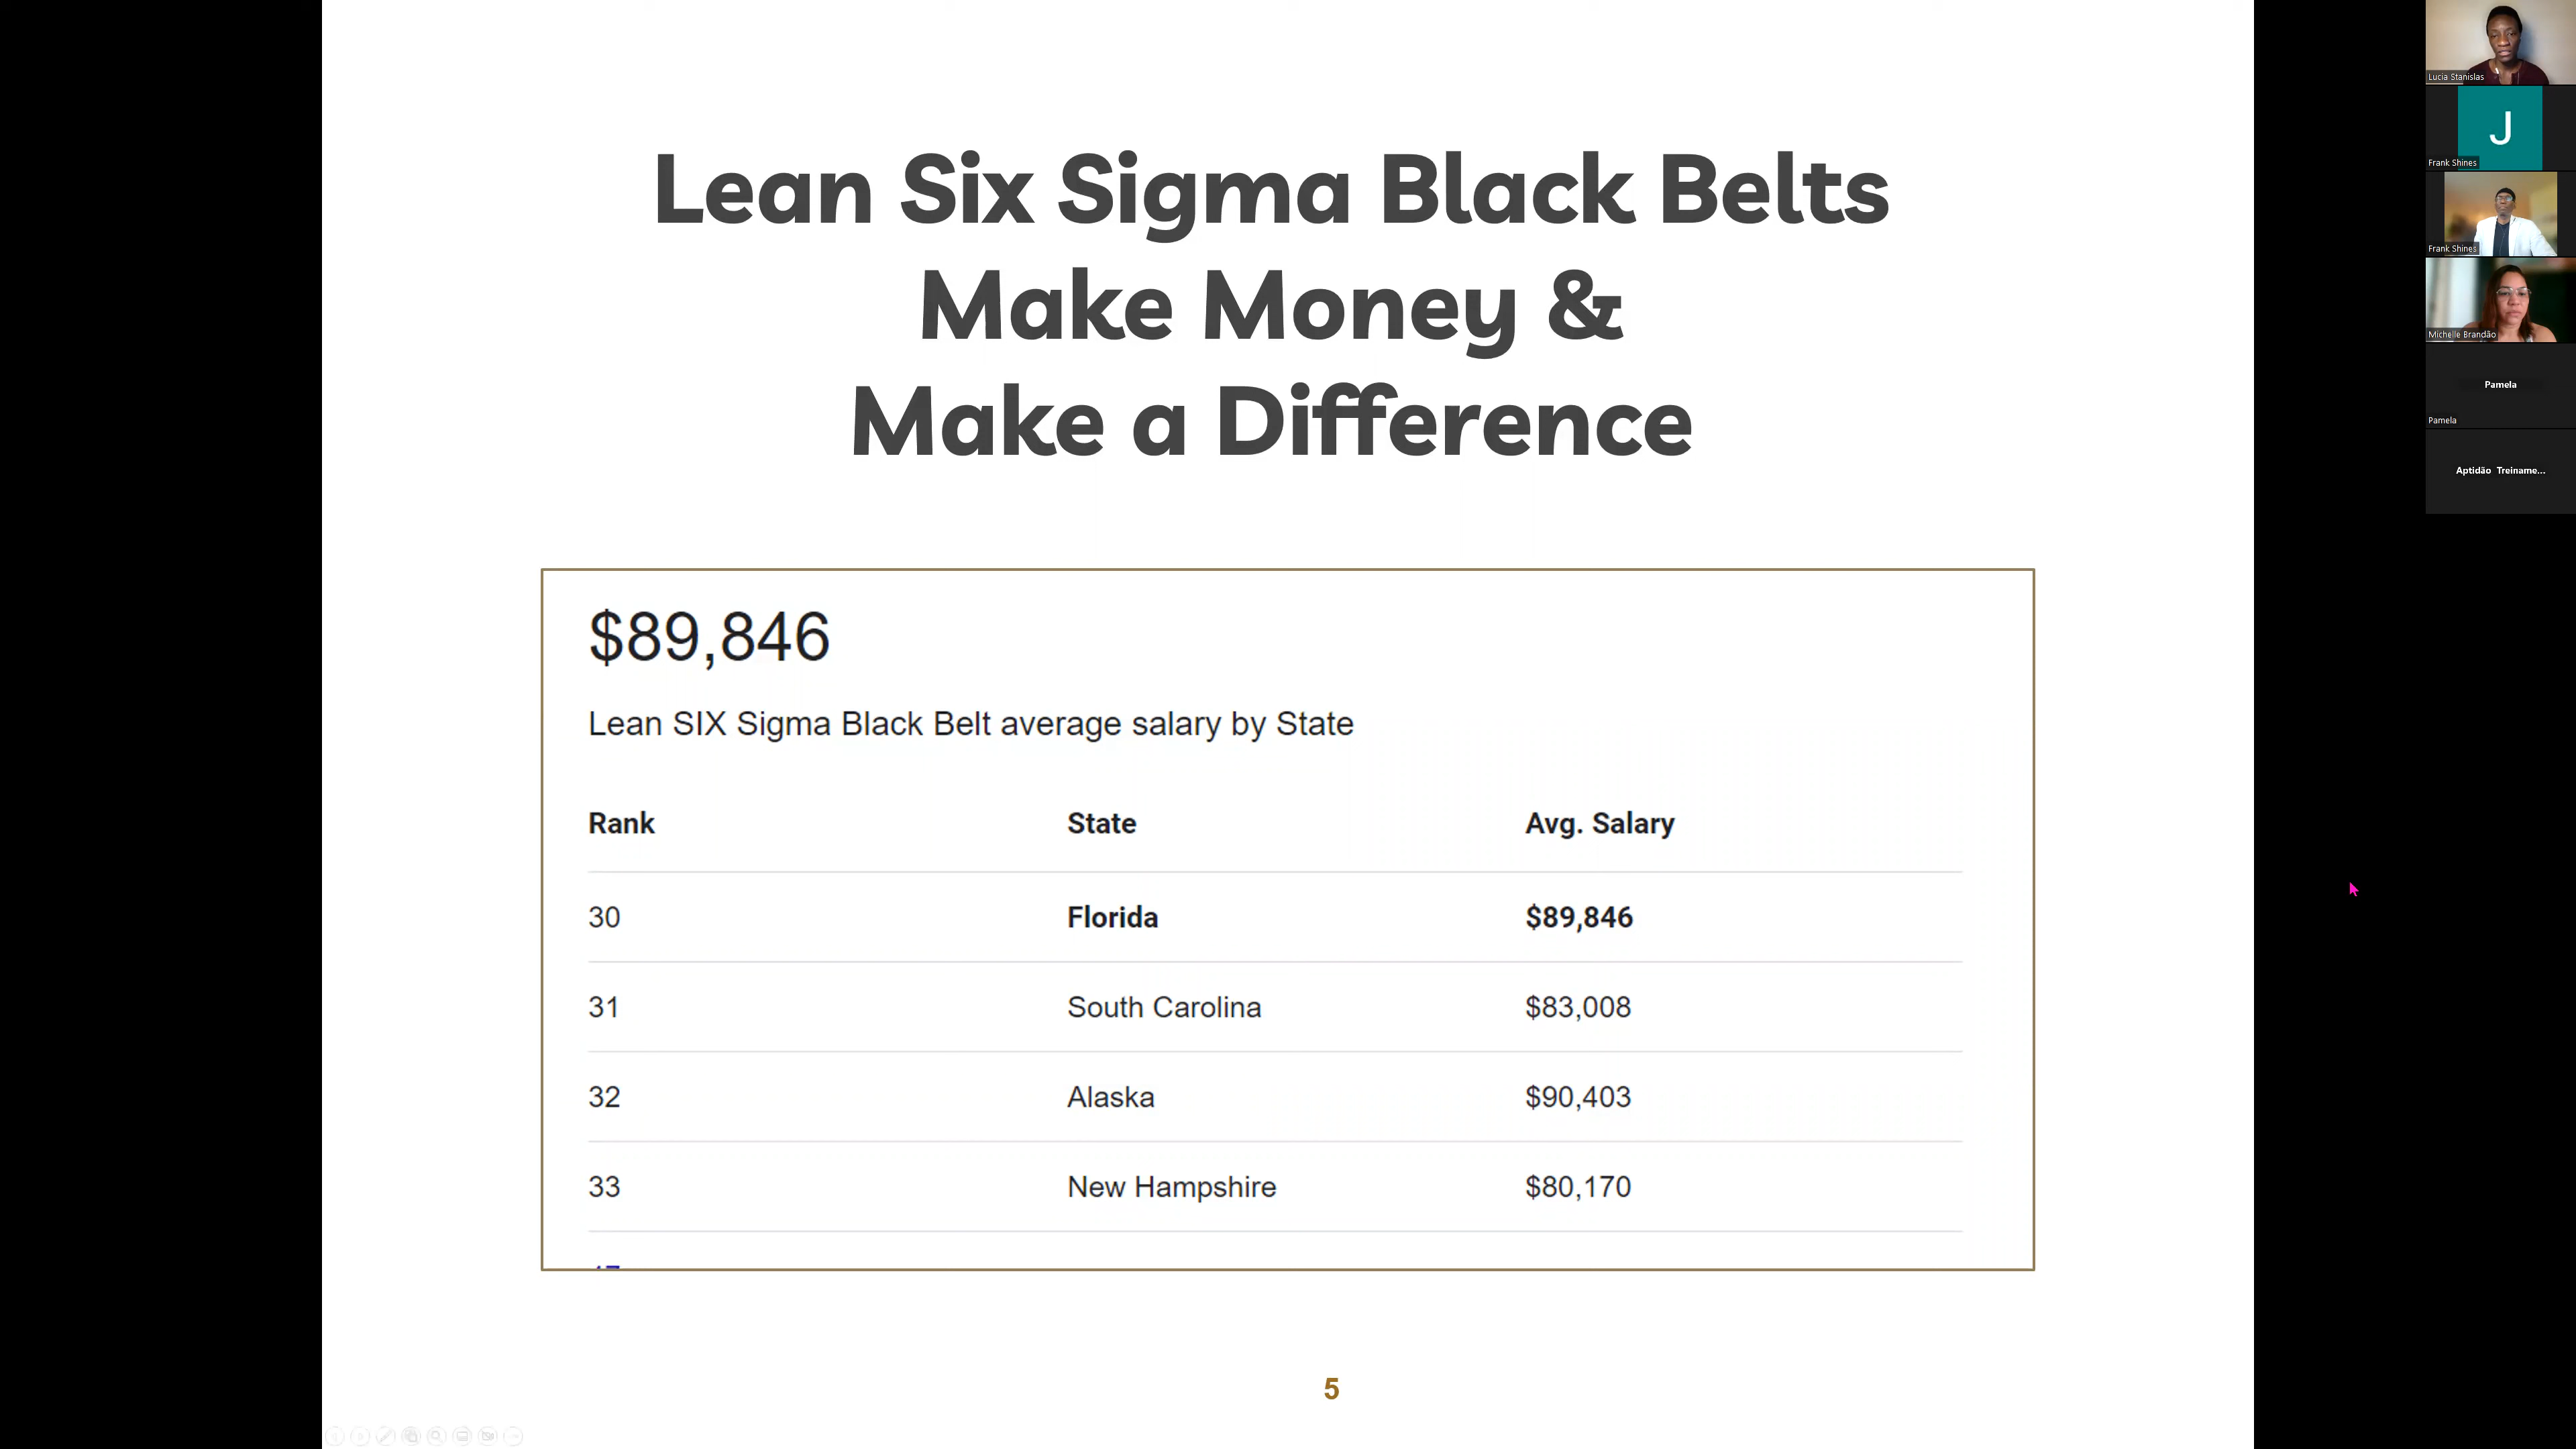 Lean Six Sigma Black Belts
Make Money &
Make a Difference
$89,846
Lean SIX Sigma Black Belt average salary by State
Rank State Avg. Salary
30 Florida $89,846
31 South Carolina $83,008
32 Alaska $90,403
33 New Hampshire $80,170
5
Lucia Stanislas
J
Frank Shines
Frank Shines
Michelle Brandão
Pamela
Pamela
Aptidão Treiname...